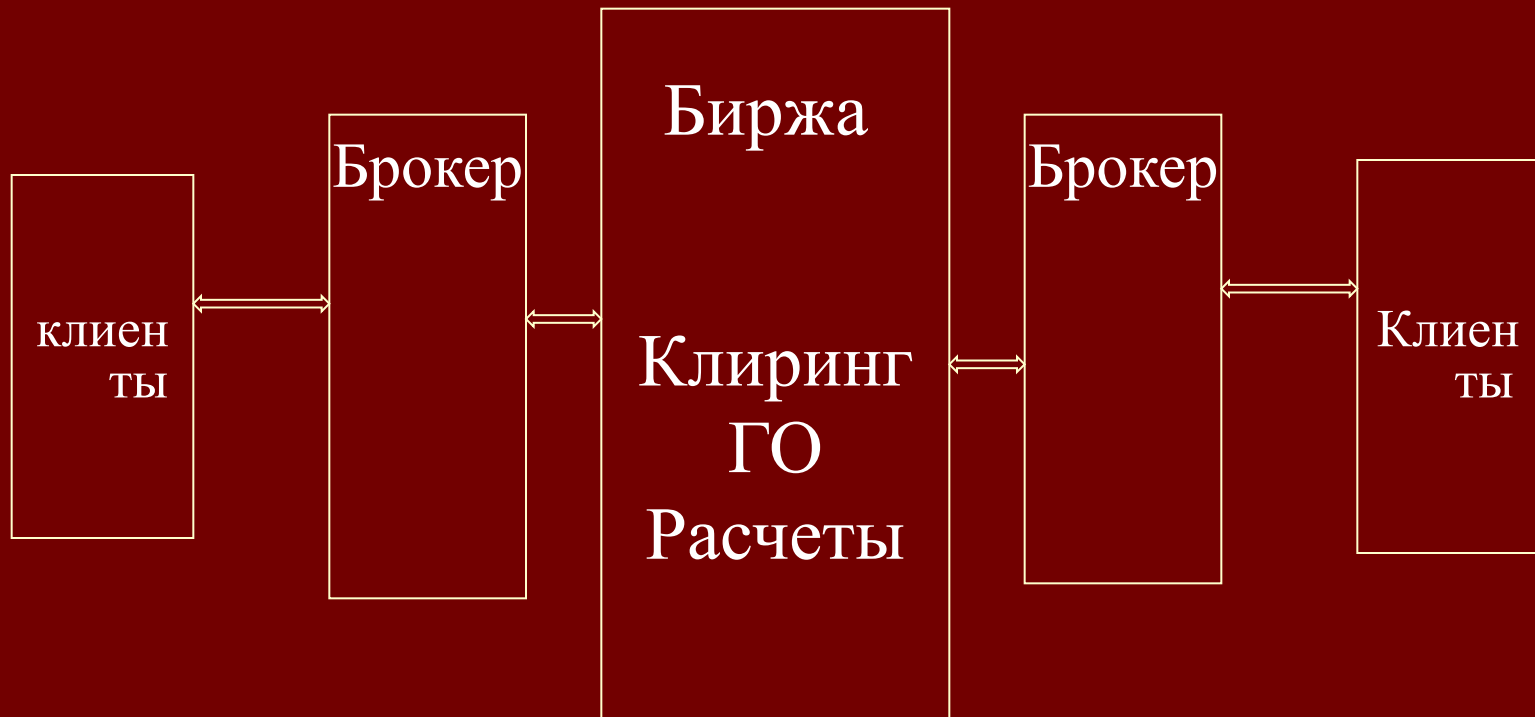 клиен
ты
Брокер
Биржа
Клиринг
ГО
Расчеты
Брокер
Клиен
ты